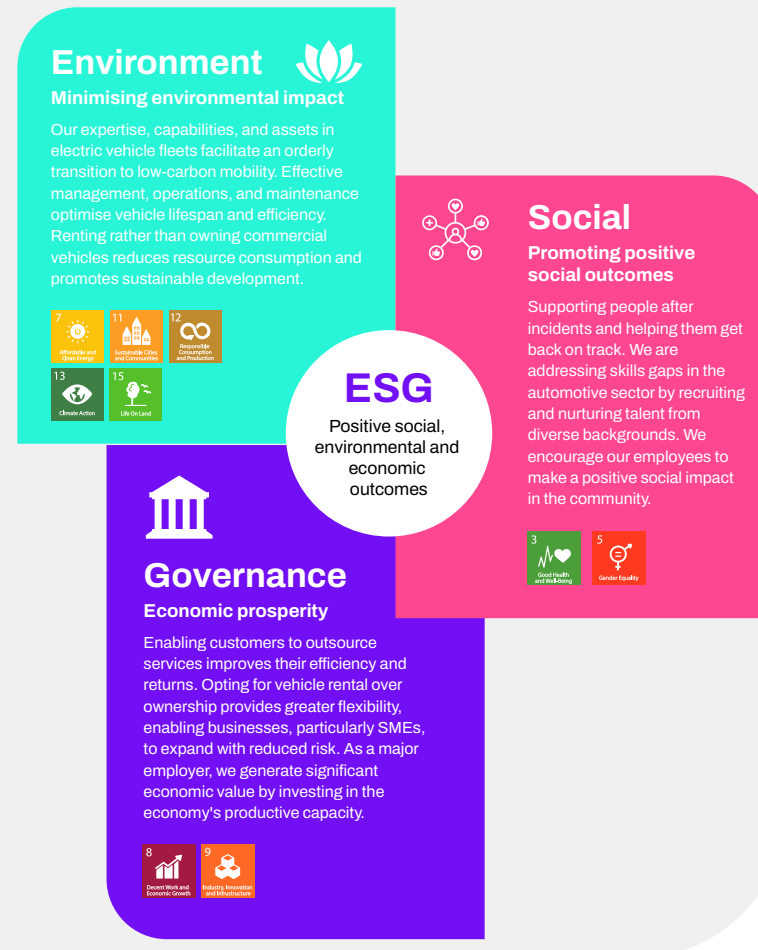 Environment
Minimising environmental impact
Our expertise, capabilities, and assets in
electric vehicle fleets facilitate an orderly
transition to low-carbon mobility. Effective
management, operations, and maintenance
optimise vehicle lifespan and efficiency.
Renting rather than owning commercial
vehicles reduces resource consumption and
promotes sustainable development.
7
Affordable and
Clean Energy
11
Sustainable Cities
and Communities
12
Responsible
Consumption
and Production
13
Climate Action
15
Life On Land
Social
Promoting positive
social outcomes
Supporting people after
incidents and helping them get
back on track. We are
addressing skills gaps in the
automotive sector by recruiting
and nurturing talent from
diverse backgrounds. We
encourage our employees to
make a positive social impact
in the community.
3
Good Health
and Well-Being
5
Gender Equality
ESG
Positive social,
environmental and
economic
outcomes
Governance
Economic prosperity
Enabling customers to outsource
services improves their efficiency and
returns. Opting for vehicle rental over
ownership provides greater flexibility,
enabling businesses, particularly SMEs,
to expand with reduced risk. As a major
employer, we generate significant
economic value by investing in the
economy's productive capacity.
8
Decent Work and
Economic Growth
9
Industry, Innovation
and Infrustructure